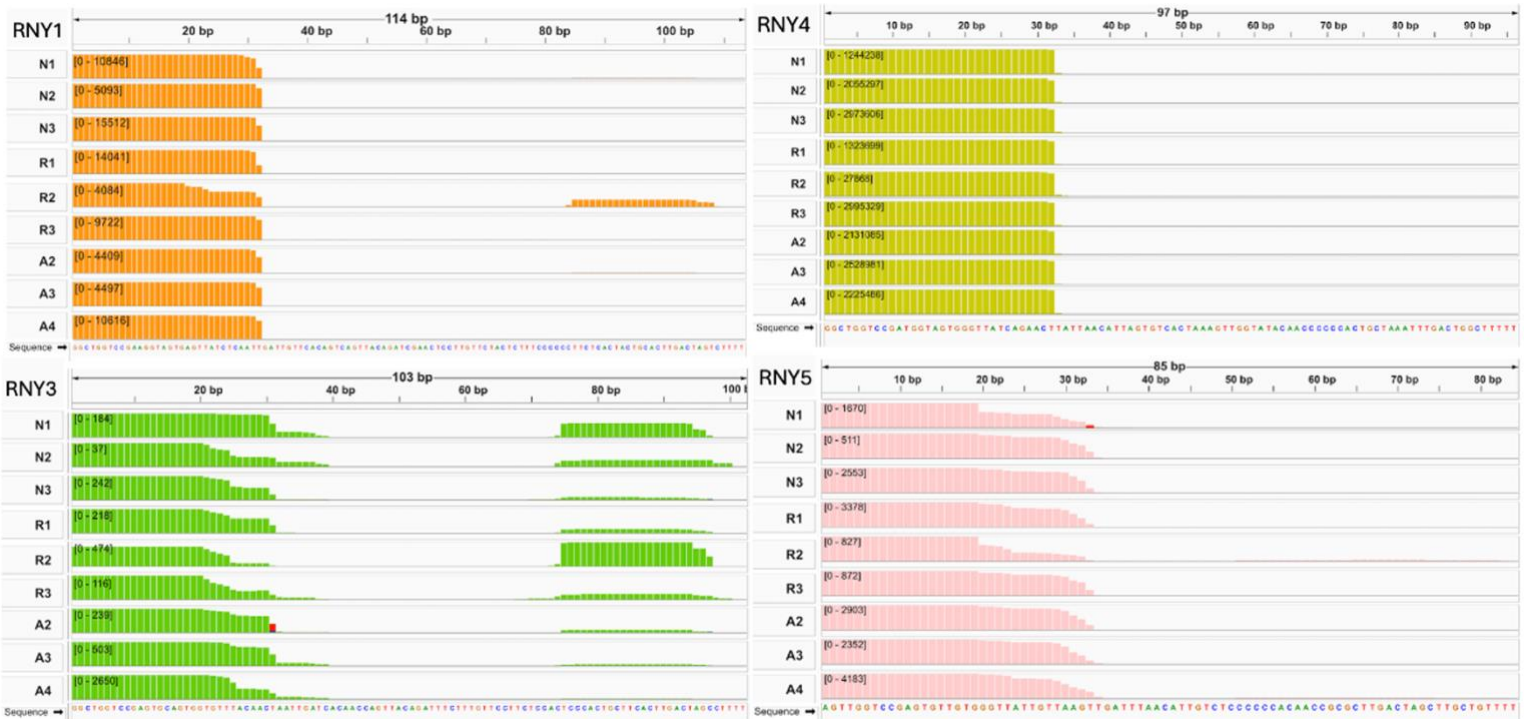 RNY1
114 bp
20 bp 40 bp 60 bp 80 bp 100 bp
N1 [0 - 10846]
N2 [0 - 5093]
N3 [0 - 15512]
R1 [0 - 14041]
R2 [0 - 4084]
R3 [0 - 9722]
A2 [0 - 4409]
A3 [0 - 4497]
A4 [0 - 10616]
Sequence →
RNY4
97 bp
10 bp 20 bp 30 bp 40 bp 50 bp 60 bp 70 bp 80 bp 90 bp
N1 [0 - 1244238]
N2 [0 - 2055297]
N3 [0 - 2973606]
R1 [0 - 1323699]
R2 [0 - 27868]
R3 [0 - 2995329]
A2 [0 - 2131085]
A3 [0 - 2528981]
A4 [0 - 2225486]
Sequence → GGCTGGTCCGATGGTAGTGGGTTATCAGAACTTATTAACATTAGTGTCACTAAAGTTGGTATACAACCCCCCACTGCTAAATTTGACTGGCTTTTT
RNY3
103 bp
20 bp 40 bp 60 bp 80 bp 100 b
N1 [0 - 184]
N2 [0 - 37]
N3 [0 - 242]
R1 [0 - 218]
R2 [0 - 474]
R3 [0 - 116]
A2 [0 - 239]
A3 [0 - 503]
A4 [0 - 2650]
Sequence →
RNY5
85 bp
10 bp 20 bp 30 bp 40 bp 50 bp 60 bp 70 bp 80 bp
N1 [0 - 1670]
N2 [0 - 511]
N3 [0 - 2553]
R1 [0 - 3378]
R2 [0 - 827]
R3 [0 - 872]
A2 [0 - 2903]
A3 [0 - 2352]
A4 [0 - 4183]
Sequence → AGTTGGTCCGAGTGTTGTGGGTTATTGTTAAGTTGATTTAACATTGTCTCCCCCCACAACCGCGCTTGACTAGCTTGCTGTTTT